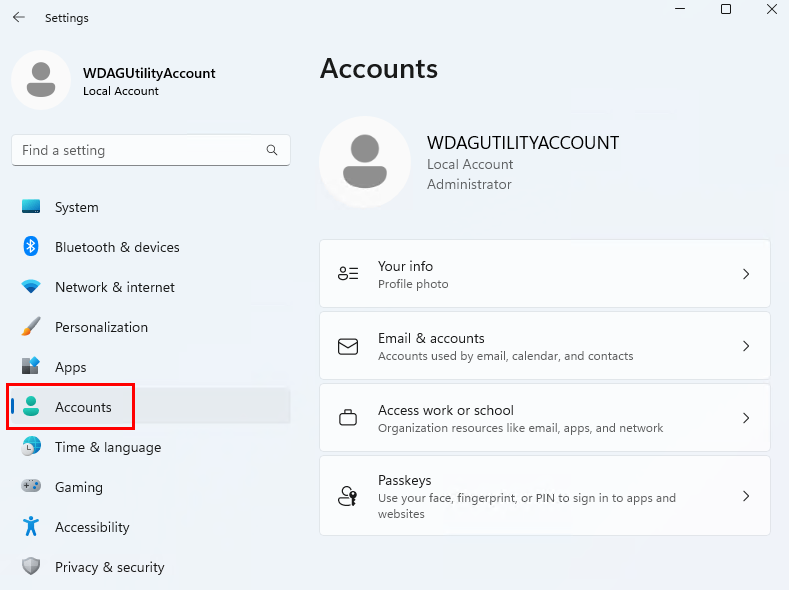 Settings
WDAGUtilityAccount
Local Account
Find a setting
System
Bluetooth & devices
Network & internet
Personalization
Apps
Accounts
Time & language
Gaming
Accessibility
Privacy & security
Accounts
WDAGUTILITYACCOUNT
Local Account
Administrator
Your info
Profile photo
Email & accounts
Accounts used by email, calendar, and contacts
Access work or school
Organization resources like email, apps, and network
Passkeys
Use your face, fingerprint, or PIN to sign in to apps and
websites